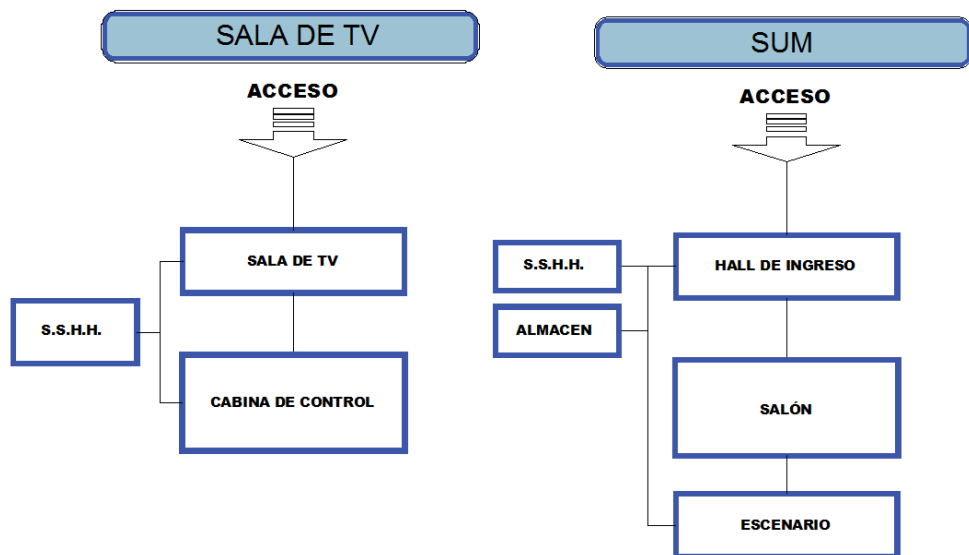 SALA DE TV
ACCESO
SALA DE TV
S.S.H.H.
CABINA DE CONTROL
SUM
ACCESO
S.S.H.H.
HALL DE INGRESO
ALMACEN
SALÓN
ESCENARIO